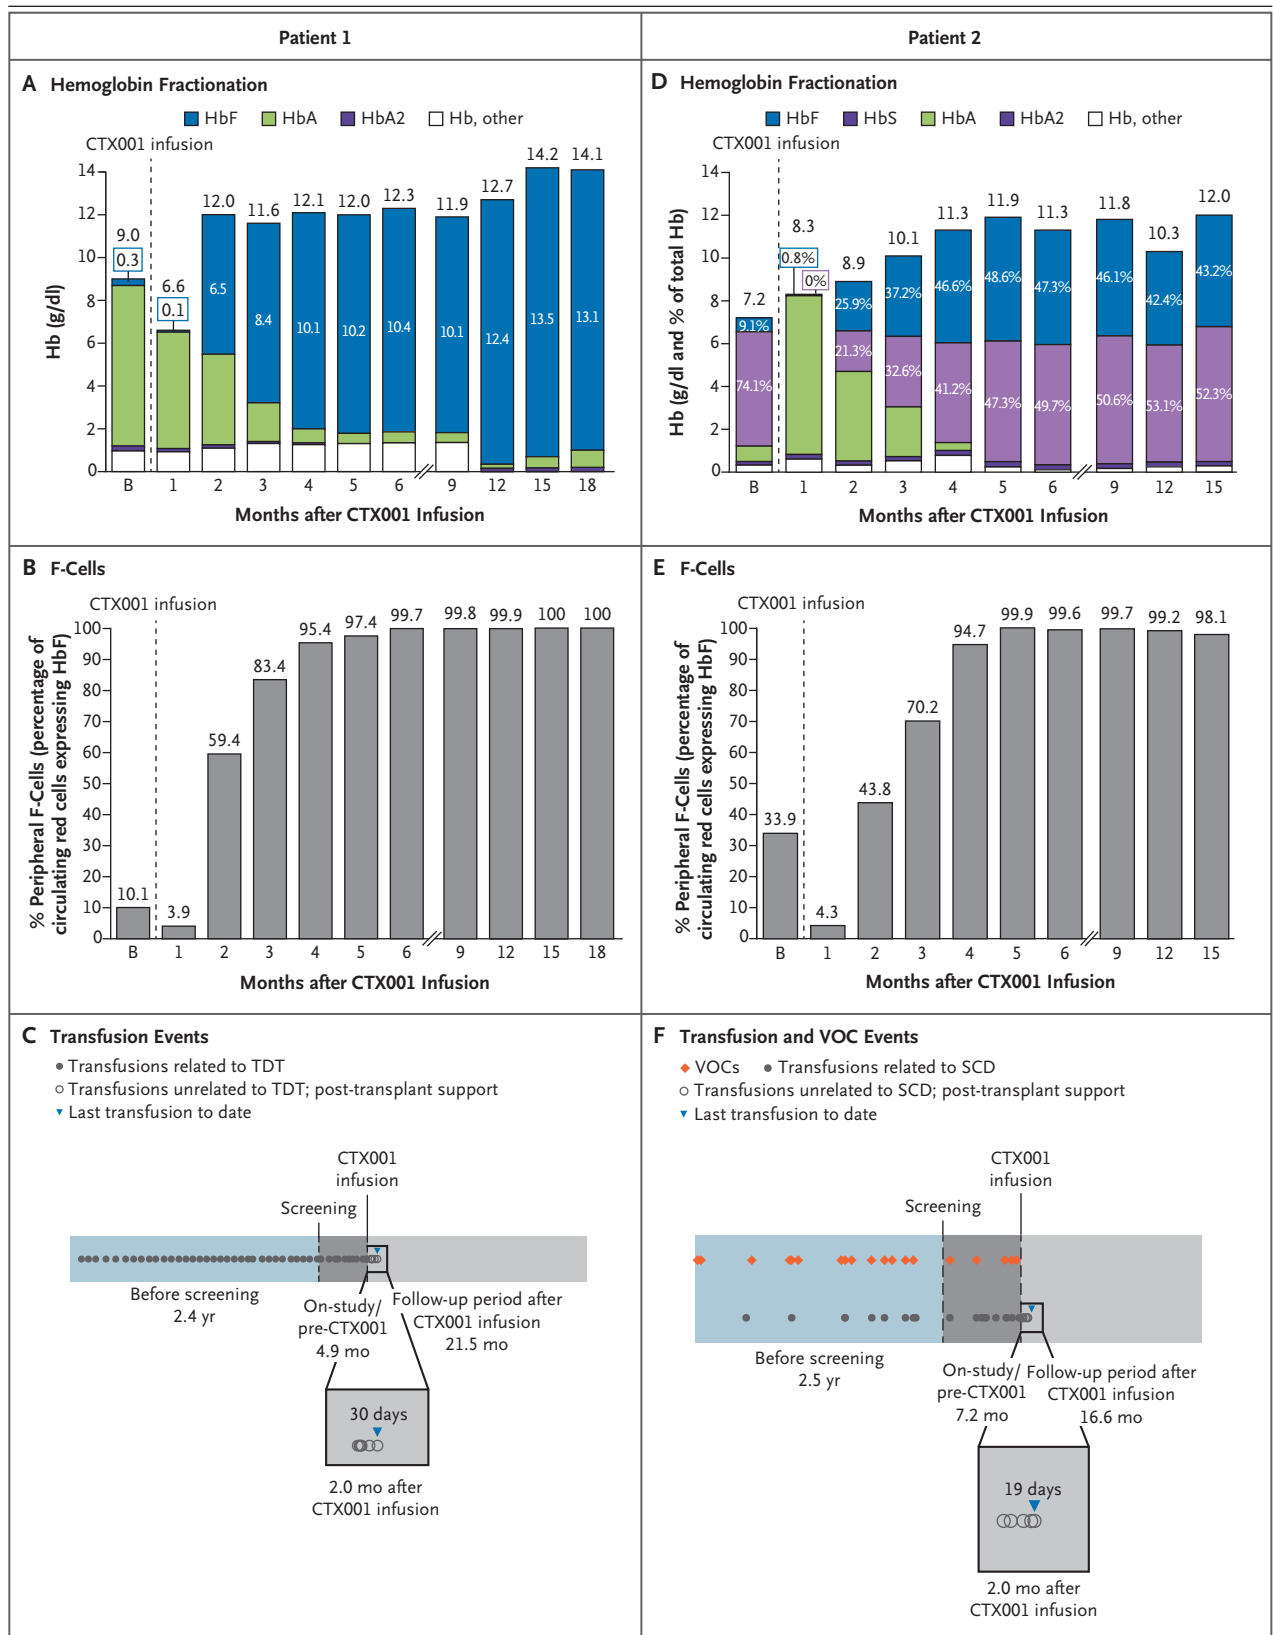 Patient 1
Patient 2
A Hemoglobin Fractionation
HbF HbA HbA2 Hb, other
CTX001 infusion
Hb (g/dl)
14
12
10
8
6
4
2
0
9.0
0.3
6.6
0.1
12.0
6.5
11.6
8.4
12.1
10.1
12.0
10.2
12.3
10.4
11.9
10.1
12.7
12.4
14.2
13.5
14.1
13.1
B 1 2 3 4 5 6 9 12 15 18
Months after CTX001 Infusion
D Hemoglobin Fractionation
HbF HbS HbA HbA2 Hb, other
CTX001 infusion
Hb (g/dl) and % of total Hb)
14
12
10
8
6
4
2
0
7.2
9.1%
74.1%
8.3
0.8%
0%
8.9
25.9%
21.3%
10.1
37.2%
32.6%
11.3
46.6%
41.2%
11.9
48.6%
47.3%
11.3
47.3%
49.7%
11.8
46.1%
50.6%
10.3
42.4%
53.1%
12.0
43.2%
52.3%
B 1 2 3 4 5 6 9 12 15
Months after CTX001 Infusion
B F-Cells
CTX001 infusion
% Peripheral F-Cells (percentage of
circulating red cells expressing HbF)
100
90
80
70
60
50
40
30
20
10
0
10.1 3.9 59.4 83.4 95.4 97.4 99.7 99.8 99.9 100 100
B 1 2 3 4 5 6 9 12 15 18
Months after CTX001 Infusion
E F-Cells
CTX001 infusion
% Peripheral F-Cells (percentage of
circulating red cells expressing HbF)
100
90
80
70
60
50
40
30
20
10
0
33.9 4.3 43.8 70.2 94.7 99.9 99.6 99.7 99.2 98.1
B 1 2 3 4 5 6 9 12 15
Months after CTX001 Infusion
C Transfusion Events
Transfusions related to TDT
Transfusions unrelated to TDT; post-transplant support
Last transfusion to date
CTX001
infusion
Screening
Before screening
2.4 yr
On-study/
pre-CTX001
4.9 mo
Follow-up period after
CTX001 infusion
21.5 mo
30 days
2.0 mo after
CTX001 infusion
F Transfusion and VOC Events
VOCs Transfusions related to SCD
Transfusions unrelated to SCD; post-transplant support
Last transfusion to date
CTX001
infusion
Screening
Before screening
2.5 yr
On-study/
pre-CTX001
7.2 mo
Follow-up period after
CTX001 infusion
16.6 mo
19 days
2.0 mo after
CTX001 infusion